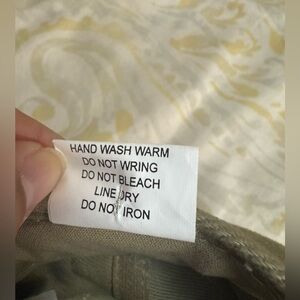 HAND WASH WARM
DO NOT WRING
DO NOT BLEACH
LINE DRY
DO NOT IRON